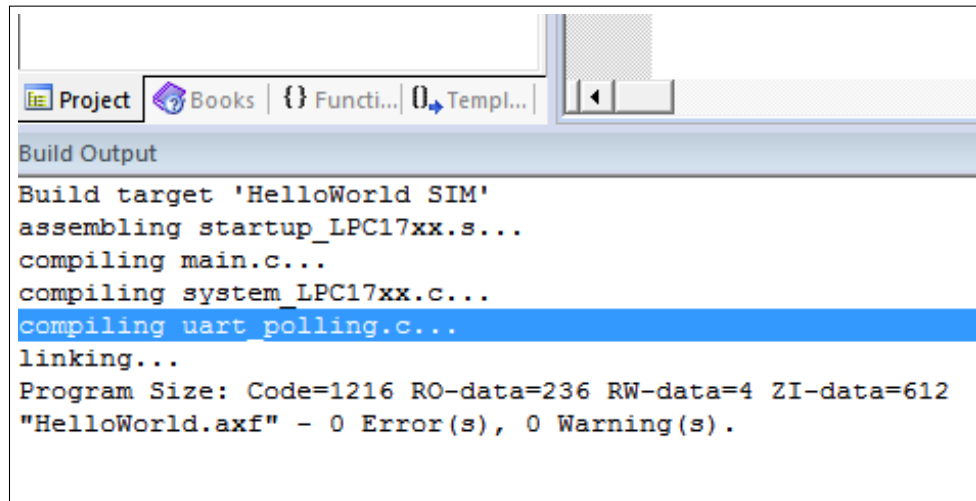 Project Books {} Functi... 0 Templ...
Build Output
Build target 'HelloWorld SIM'
assembling startup_LPC17xx.s...
compiling main.c...
compiling system_LPC17xx.c...
compiling uart_polling.c...
linking...
Program Size: Code=1216 RO-data=236 RW-data=4 ZI-data=612
"HelloWorld.axf" - 0 Error(s), 0 Warning(s).